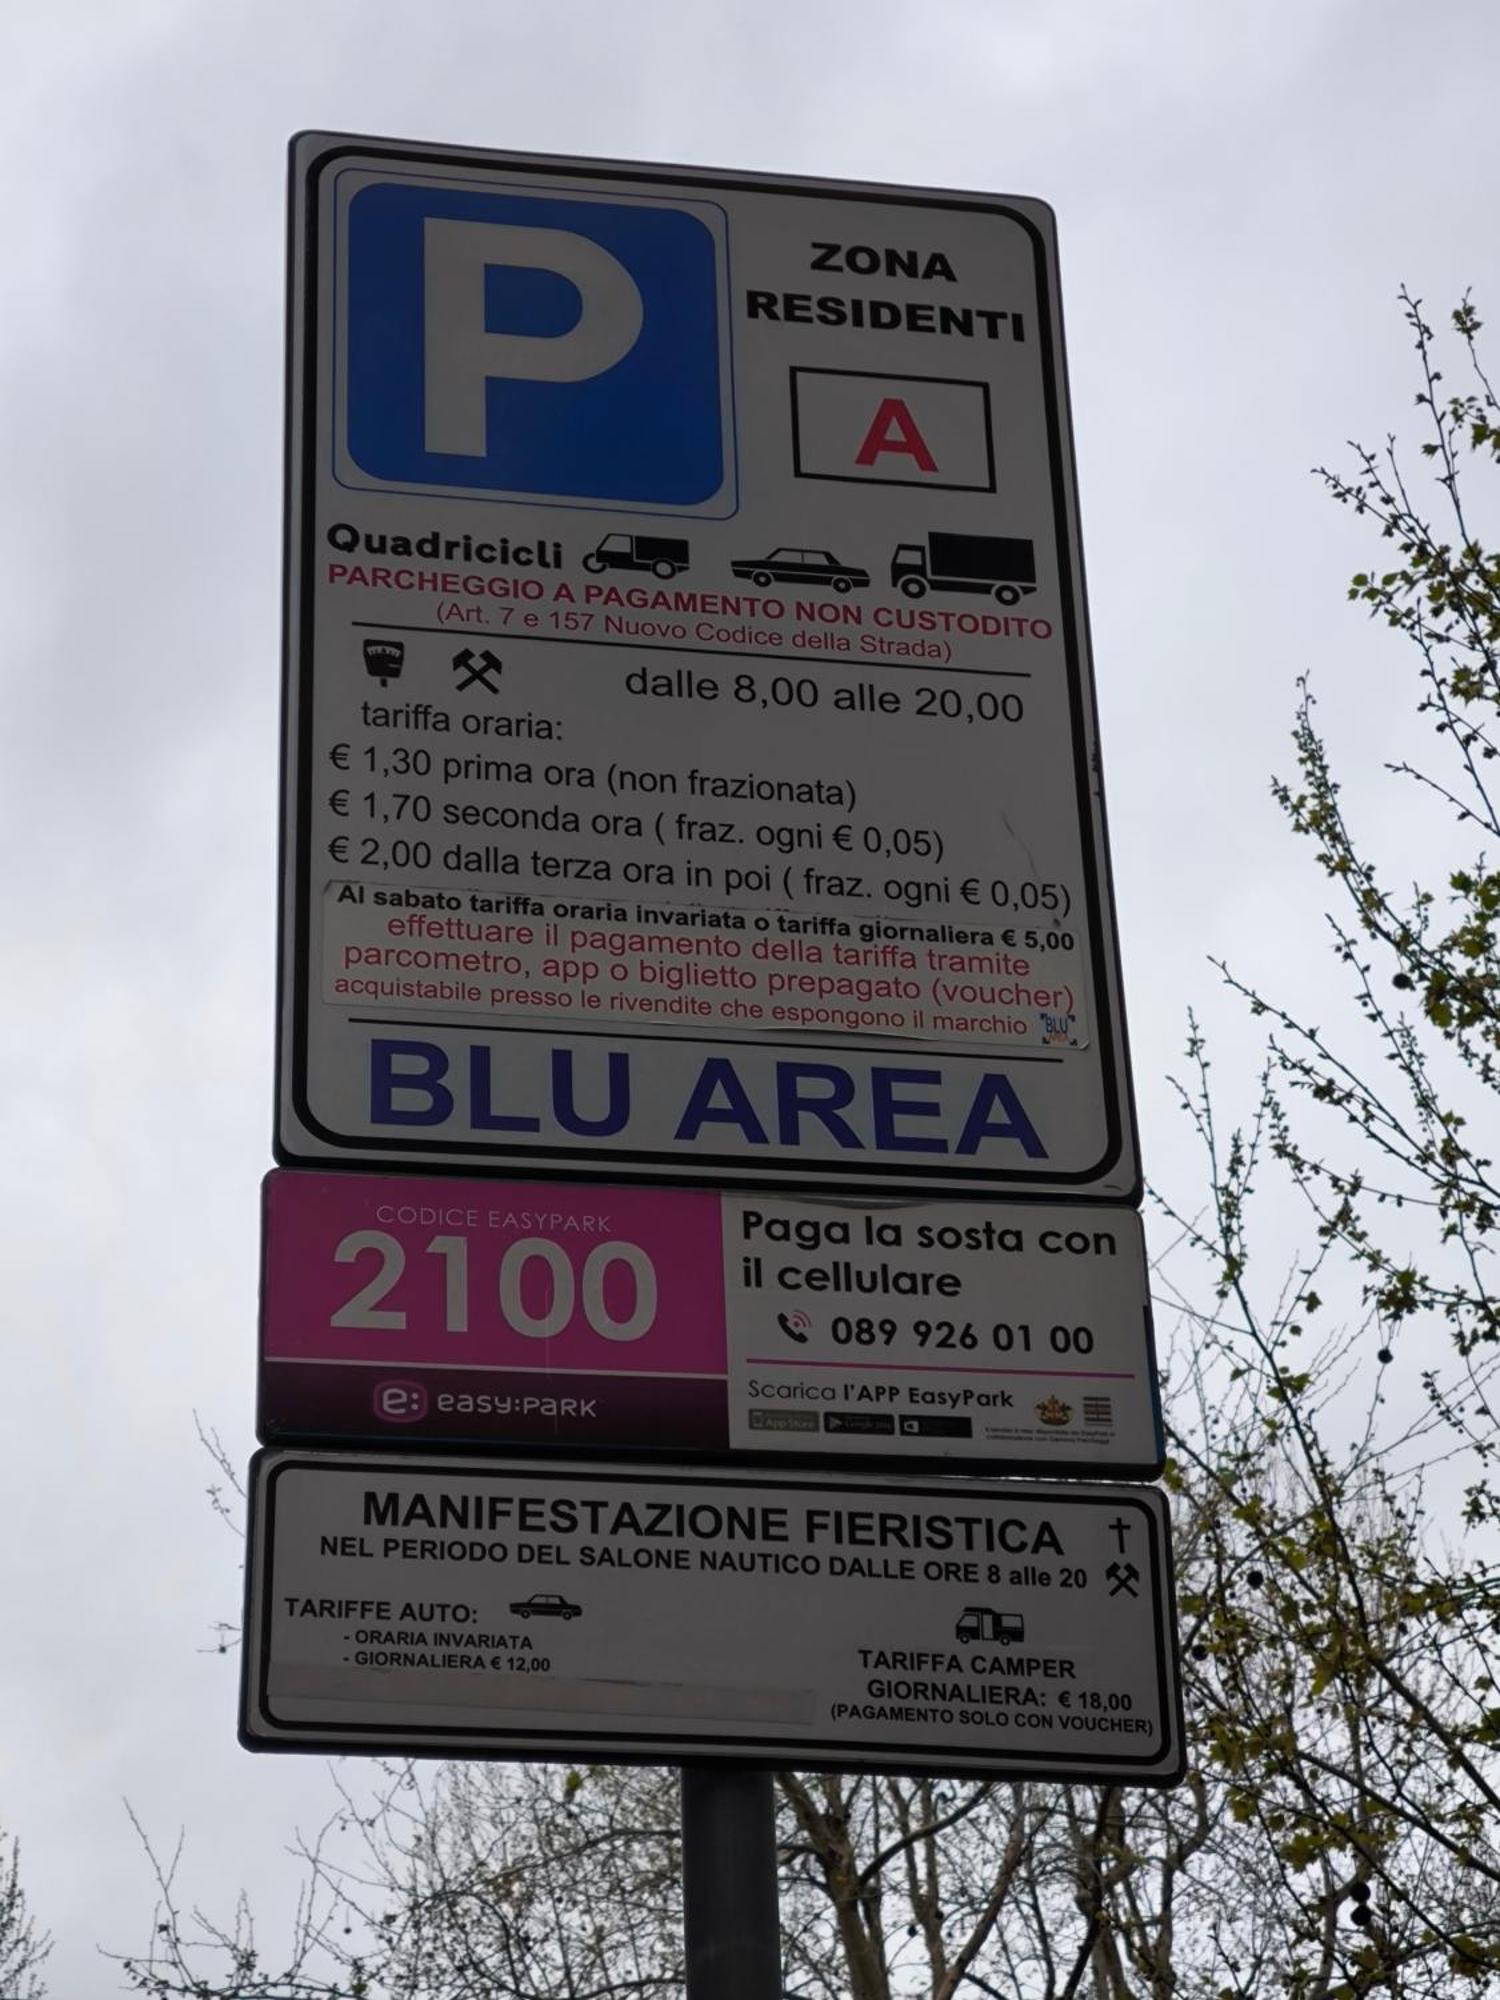 P
ZONA
RESIDENTI
A
Quadricicli
PARCHEGGIO A PAGAMENTO NON CUSTODITO
(Art. 7 e 157 Nuovo Codice della Strada)
dalle 8,00 alle 20,00
tariffa oraria:
€ 1,30 prima ora (non frazionata)
€ 1,70 seconda ora ( fraz. ogni € 0,05)
€ 2,00 dalla terza ora in poi ( fraz. ogni € 0,05)
Al sabato tariffa oraria invariata o tariffa giornaliera € 5,00
effettuare il pagamento della tariffa tramite
parcometro, app o biglietto prepagato (voucher)
acquistabile presso le rivendite che espongono il marchio
BLU
BLU AREA
CODICE EASYPARK
2100
easy:park
Paga la sosta con
il cellulare
089 926 01 00
Scarica l'APP EasyPark
App Store
Google play
MANIFESTAZIONE FIERISTICA
NEL PERIODO DEL SALONE NAUTICO DALLE ORE 8 alle 20
TARIFFE AUTO:
- ORARIA INVARIATA
- GIORNALIERA € 12,00
TARIFFA CAMPER
GIORNALIERA: € 18,00
(PAGAMENTO SOLO CON VOUCHER)